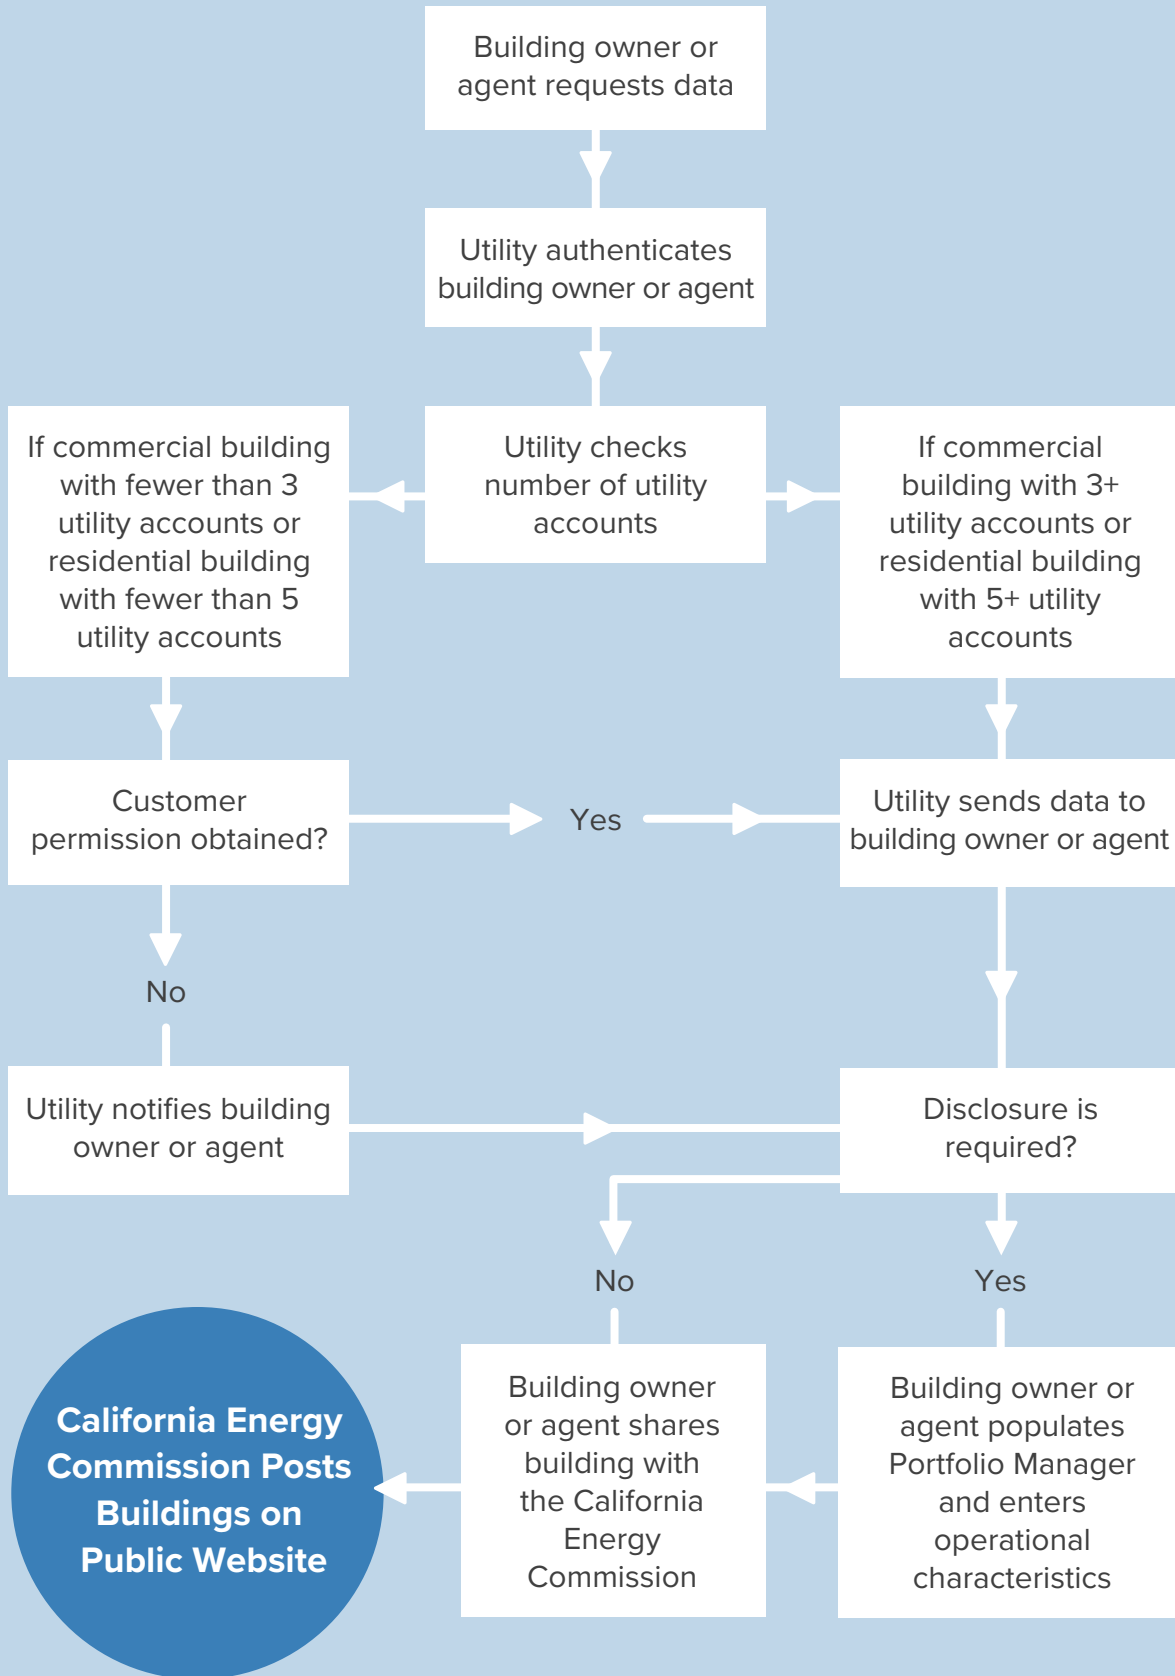 Building owner or
agent requests data
Utility authenticates
building owner or agent
If commercial building
with fewer than 3
utility accounts or
residential building
with fewer than 5
utility accounts
Utility checks
number of utility
accounts
If commercial
building with 3+
utility accounts or
residential building
with 5+ utility
accounts
Customer
permission obtained?
Yes
Utility sends data to
building owner or agent
No
Utility notifies building
owner or agent
Disclosure is
required?
No
Yes
California Energy
Commission Posts
Buildings on
Public Website
Building owner
or agent shares
building with
the California
Energy
Commission
Building owner or
agent populates
Portfolio Manager
and enters
operational
characteristics